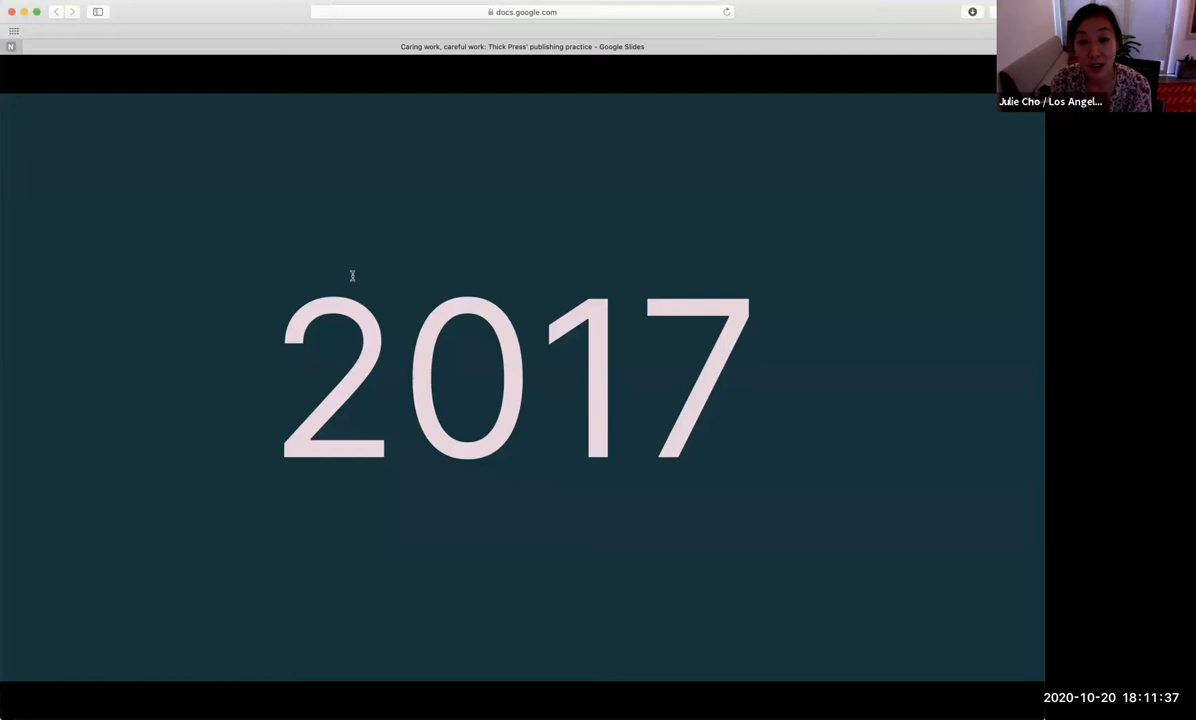 docs.google.com
N
Caring work, careful work: Thick Press' publishing practice - Google Slides
Julie Cho / Los Angel...
2017
2020-10-20 18:11:37